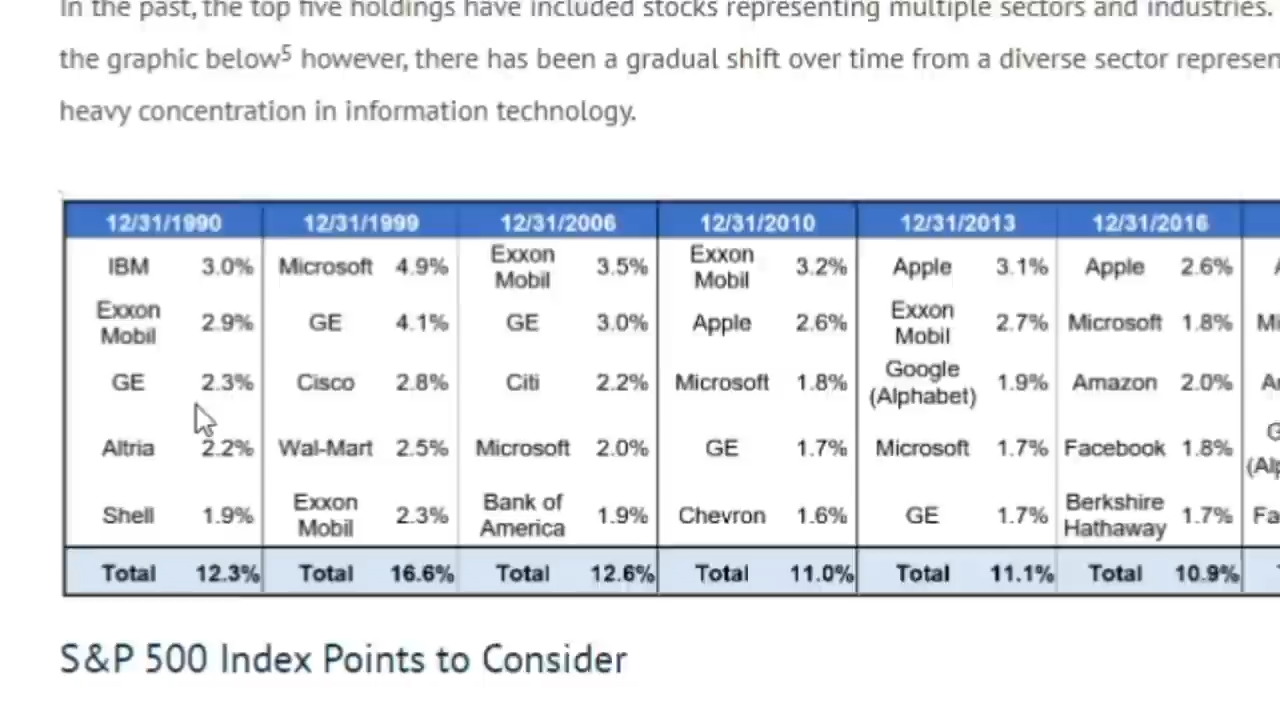 In the past, the top five holdings have included stocks representing multiple sectors and industries.
the graphic below5 however, there has been a gradual shift over time from a diverse sector represen
heavy concentration in information technology.
12/31/1990 12/31/1999 12/31/2006 12/31/2010 12/31/2013 12/31/2016
IBM 3.0% Microsoft 4.9% Exxon Mobil 3.5% Exxon Mobil 3.2% Apple 3.1% Apple 2.6%
Exxon Mobil 2.9% GE 4.1% GE 3.0% Apple 2.6% Exxon Mobil 2.7% Microsoft 1.8% Mi
GE 2.3% Cisco 2.8% Citi 2.2% Microsoft 1.8% Google (Alphabet) 1.9% Amazon 2.0%
Altria 2.2% Wal-Mart 2.5% Microsoft 2.0% GE 1.7% Microsoft 1.7% Facebook 1.8% G (Alp
Shell 1.9% Exxon Mobil 2.3% Bank of America 1.9% Chevron 1.6% GE 1.7% Berkshire Hathaway 1.7% Fa
Total 12.3% Total 16.6% Total 12.6% Total 11.0% Total 11.1% Total 10.9%
S&P 500 Index Points to Consider